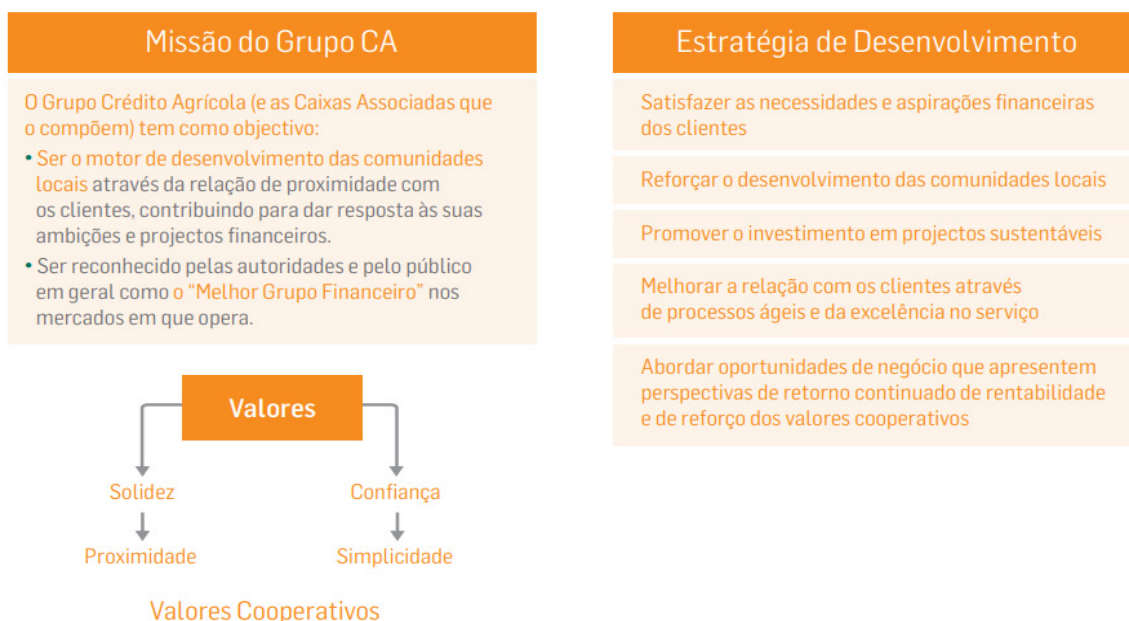 Missão do Grupo CA
O Grupo Crédito Agrícola (e as Caixas Associadas que
o compõem) tem como objectivo:
• Ser o motor de desenvolvimento das comunidades
locais através da relação de proximidade com
os clientes, contribuindo para dar resposta às suas
ambições e projectos financeiros.
• Ser reconhecido pelas autoridades e pelo público
em geral como o “Melhor Grupo Financeiro” nos
mercados em que opera.
Valores
Solidez
Confiança
Proximidade
Simplicidade
Valores Cooperativos
Estratégia de Desenvolvimento
Satisfazer as necessidades e aspirações financeiras
dos clientes
Reforçar o desenvolvimento das comunidades locais
Promover o investimento em projectos sustentáveis
Melhorar a relação com os clientes através
de processos ágeis e da excelência no serviço
Abordar oportunidades de negócio que apresentem
perspectivas de retorno continuado de rentabilidade
e de reforço dos valores cooperativos